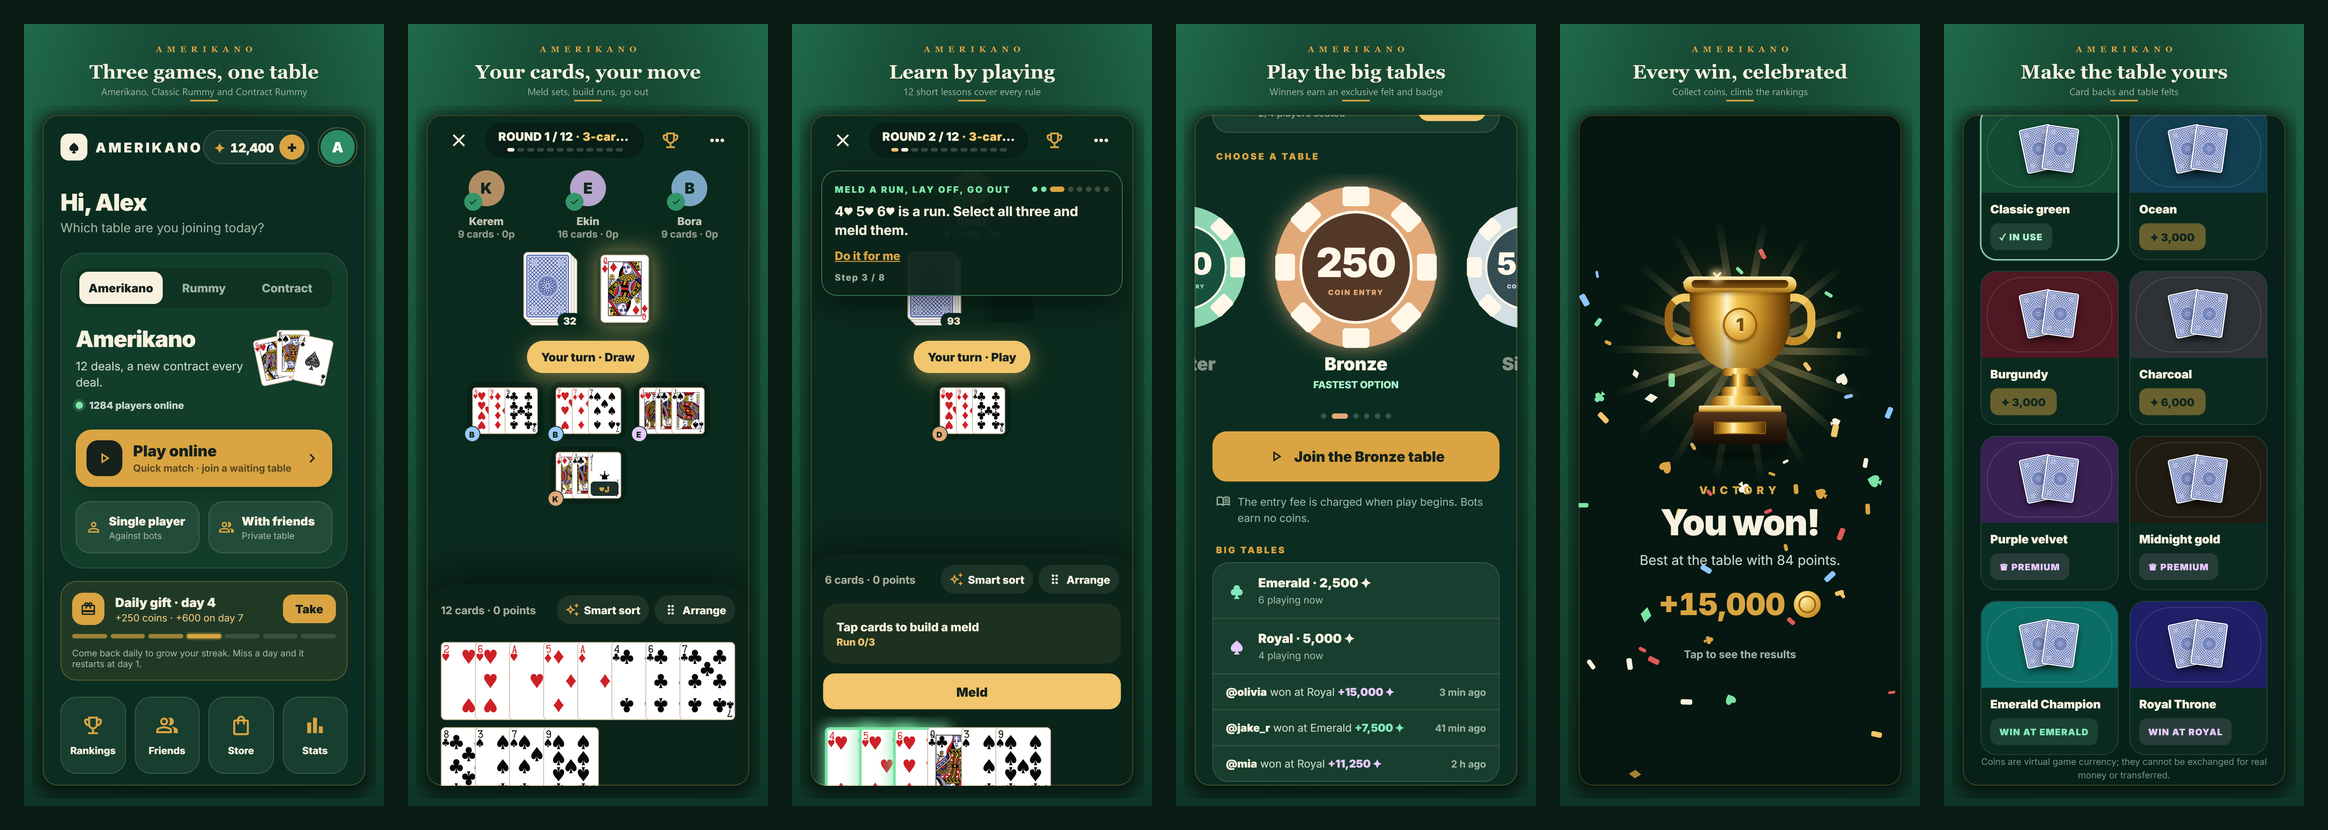 AMERIKANO
Three games, one table
Amerikano, Classic Rummy and Contract Rummy
AMERIKANO
✦ 12,400 +
A
Hi, Alex
Which table are you joining today?
Amerikano Rummy Contract
Amerikano
12 deals, a new contract every
deal.
1284 players online
Play online
Quick match · join a waiting table
Single player
Against bots
With friends
Private table
Daily gift · day 4
+250 coins · +600 on day 7
Take
Come back daily to grow your streak. Miss a day and it
restarts at day 1.
Rankings Friends Store Stats
AMERIKANO
Your cards, your move
Meld sets, build runs, go out
ROUND 1 / 12 · 3-car...
K E B
Kerem Ekin Bora
9 cards · 0p 16 cards · 0p 9 cards · 0p
32
Your turn · Draw
B B E
K ♥J
12 cards · 0 points
Smart sort
Arrange
2 6 A 5 A 4 6 7
8 3 7 9
AMERIKANO
Learn by playing
12 short lessons cover every rule
ROUND 2 / 12 · 3-car...
MELD A RUN, LAY OFF, GO OUT
4♥ 5♥ 6♥ is a run. Select all three and
meld them.
Do it for me
Step 3 / 8
93
Your turn · Play
D
6 cards · 0 points
Smart sort
Arrange
Tap cards to build a meld
Run 0/3
Meld
4 5 6 Q 3 9
AMERIKANO
Play the big tables
Winners earn an exclusive felt and badge
CHOOSE A TABLE
250
COIN ENTRY
Bronze
FASTEST OPTION
Join the Bronze table
The entry fee is charged when play begins. Bots
earn no coins.
BIG TABLES
Emerald · 2,500 ✦
6 playing now
Royal · 5,000 ✦
4 playing now
@olivia won at Royal +15,000 ✦ 3 min ago
@jake_r won at Emerald +7,500 ✦ 41 min ago
@mia won at Royal +11,250 ✦ 2 h ago
AMERIKANO
Every win, celebrated
Collect coins, climb the rankings
1
VICTORY
You won!
Best at the table with 84 points.
+15,000
Tap to see the results
AMERIKANO
Make the table yours
Card backs and table felts
Classic green
✓ IN USE
Ocean
✦ 3,000
Burgundy
✦ 3,000
Charcoal
✦ 6,000
Purple velvet
PREMIUM
Midnight gold
PREMIUM
Emerald Champion
WIN AT EMERALD
Royal Throne
WIN AT ROYAL
Coins are virtual game currency; they cannot be exchanged for real
money or transferred.